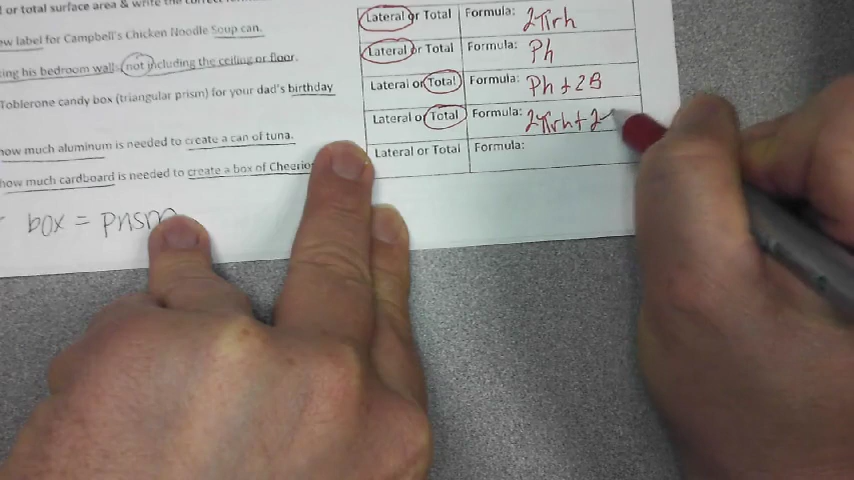 l or total surface area & write the correct
Lateral or Total Formula: 2πrh
ew label for Campbell's Chicken Noodle Soup can.
Lateral or Total Formula: Ph
ing his bedroom wall (not including the ceiling or floor.
Lateral or Total Formula: Ph + 2B
Toblerone candy box (triangular prism) for your dad's birthday
Lateral or Total Formula: 2πrh + 2
how much aluminum is needed to create a can of tuna.
Lateral or Total Formula:
how much cardboard is needed to create a box of Cheerio
box = prism